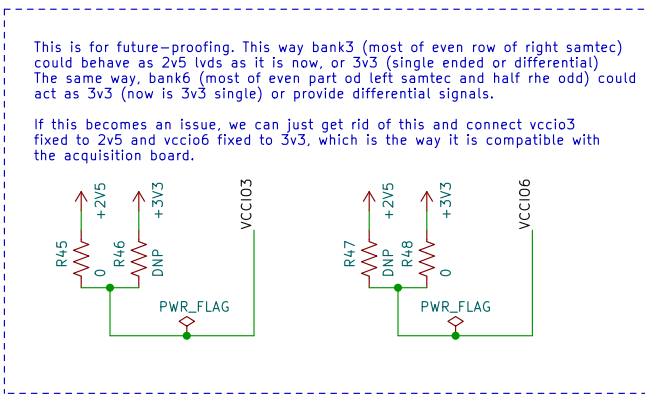 This is for future-proofing. This way bank3 (most of even row of right samtec)
could behave as 2v5 lvds as it is now, or 3v3 (single ended or differential)
The same way, bank6 (most of even part od left samtec and half rhe odd) could
act as 3v3 (now is 3v3 single) or provide differential signals.
If this becomes an issue, we can just get rid of this and connect vccio3
fixed to 2v5 and vccio6 fixed to 3v3, which is the way it is compatible with
the acquisition board.
+2V5
+3V3
VCCIO3
R45
0
R46
DNP
PWR_FLAG
+2V5
+3V3
VCCIO6
R47
DNP
R48
0
PWR_FLAG